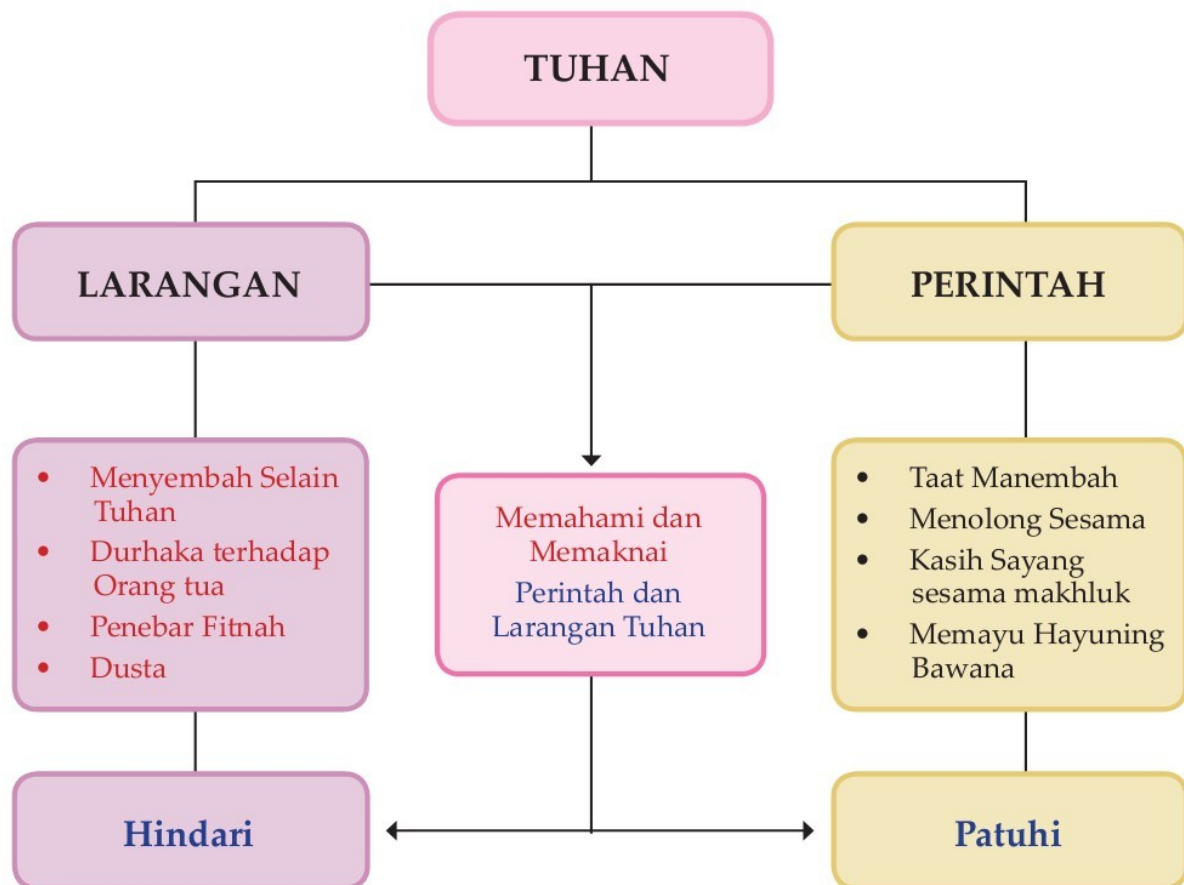 TUHAN
LARANGAN
PERINTAH
• Menyembah Selain
Tuhan
• Durhaka terhadap
Orang tua
• Penebar Fitnah
• Dusta
Memahami dan
Memaknai
Perintah dan
Larangan Tuhan
• Taat Manembah
• Menolong Sesama
• Kasih Sayang
sesama makhluk
• Memayu Hayuning
Bawana
Hindari
Patuhi